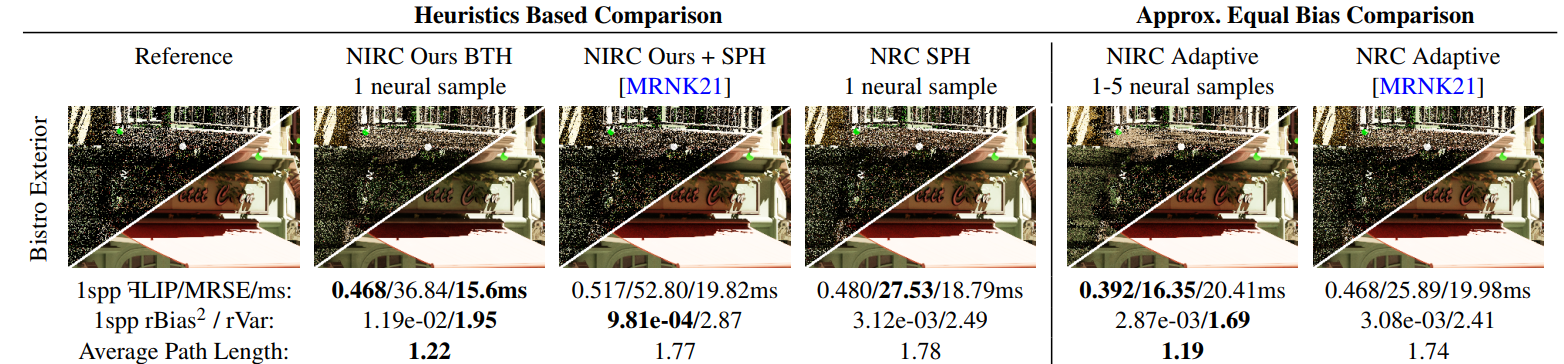 Heuristics Based Comparison
Approx. Equal Bias Comparison
Reference
NIRC Ours BTH
1 neural sample
NIRC Ours + SPH
[MRNK21]
NRC SPH
1 neural sample
NIRC Adaptive
1-5 neural samples
NRC Adaptive
[MRNK21]
Bistro Exterior
1spp ꟻLIP/MRSE/ms: 0.468/36.84/15.6ms 0.517/52.80/19.82ms 0.480/27.53/18.79ms 0.392/16.35/20.41ms 0.468/25.89/19.98ms
1spp rBias² / rVar: 1.19e-02/1.95 9.81e-04/2.87 3.12e-03/2.49 2.87e-03/1.69 3.08e-03/2.41
Average Path Length: 1.22 1.77 1.78 1.19 1.74